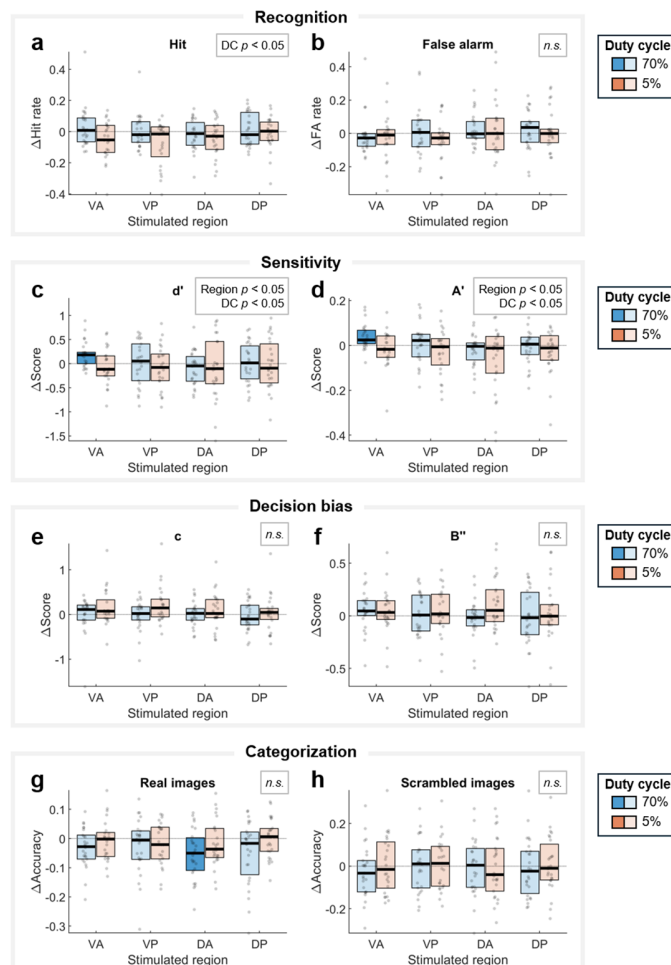 Recognition
a
Hit
DC p < 0.05
0.4
0.2
0
-0.2
-0.4
ΔHit rate
VA VP DA DP
Stimulated region
b
False alarm
n.s.
0.4
0.2
0
-0.2
ΔFA rate
VA VP DA DP
Stimulated region
Duty cycle
70%
5%
Sensitivity
c
d'
Region p < 0.05
DC p < 0.05
1
0.5
0
-0.5
-1
-1.5
ΔScore
VA VP DA DP
Stimulated region
d
A'
Region p < 0.05
DC p < 0.05
0.2
0
-0.2
-0.4
ΔScore
VA VP DA DP
Stimulated region
Duty cycle
70%
5%
Decision bias
e
c
n.s.
1
0
-1
ΔScore
VA VP DA DP
Stimulated region
f
B"
n.s.
0.5
0
-0.5
ΔScore
VA VP DA DP
Stimulated region
Duty cycle
70%
5%
Categorization
g
Real images
n.s.
0.1
0
-0.1
-0.2
-0.3
ΔAccuracy
VA VP DA DP
Stimulated region
h
Scrambled images
n.s.
0.2
0
-0.2
ΔAccuracy
VA VP DA DP
Stimulated region
Duty cycle
70%
5%